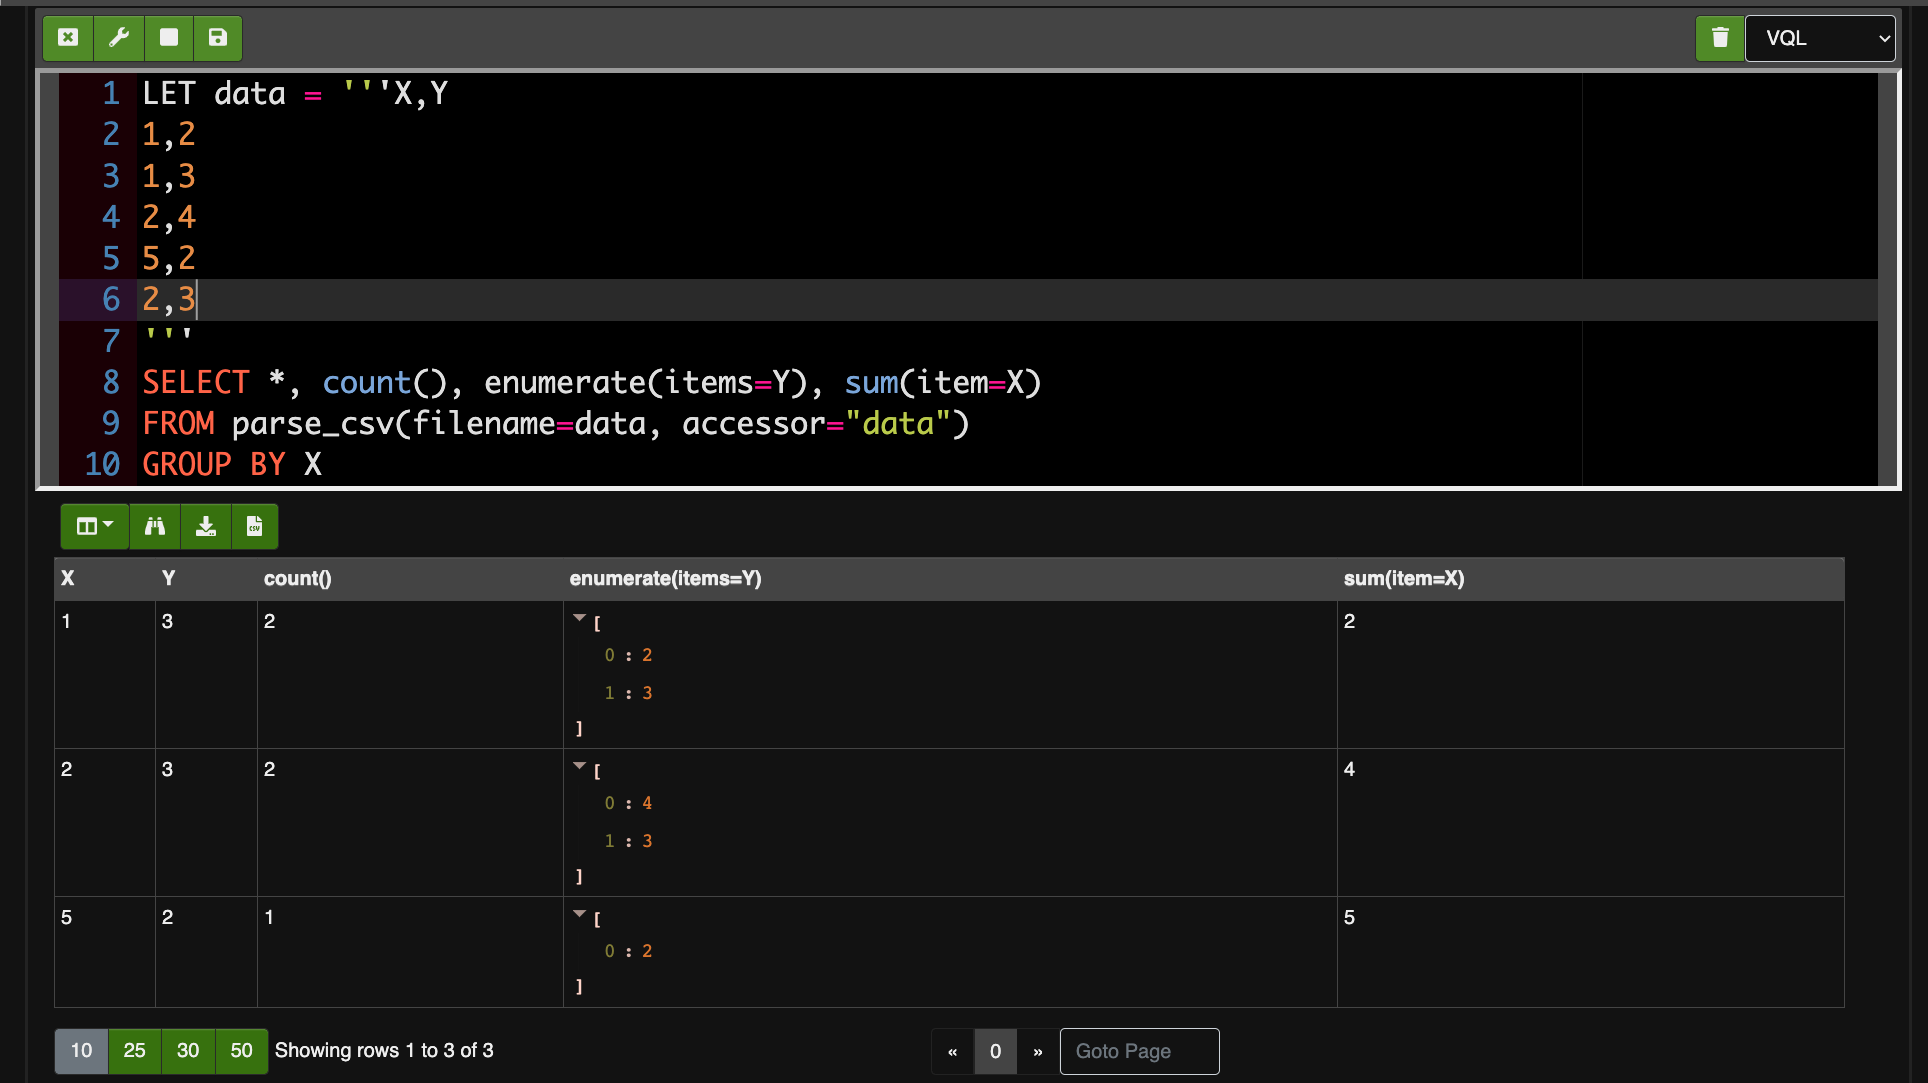 VQL
1 LET data = '''X,Y
2 1,2
3 1,3
4 2,4
5 5,2
6 2,3
7 '''
8 SELECT *, count(), enumerate(items=Y), sum(item=X)
9 FROM parse_csv(filename=data, accessor="data")
10 GROUP BY X
CSV
X Y count() enumerate(items=Y) sum(item=X)
1 3 2 [ 2
0 : 2
1 : 3
]
2 3 2 [ 4
0 : 4
1 : 3
]
5 2 1 [ 5
0 : 2
]
10 25 30 50 Showing rows 1 to 3 of 3 « 0 » Goto Page